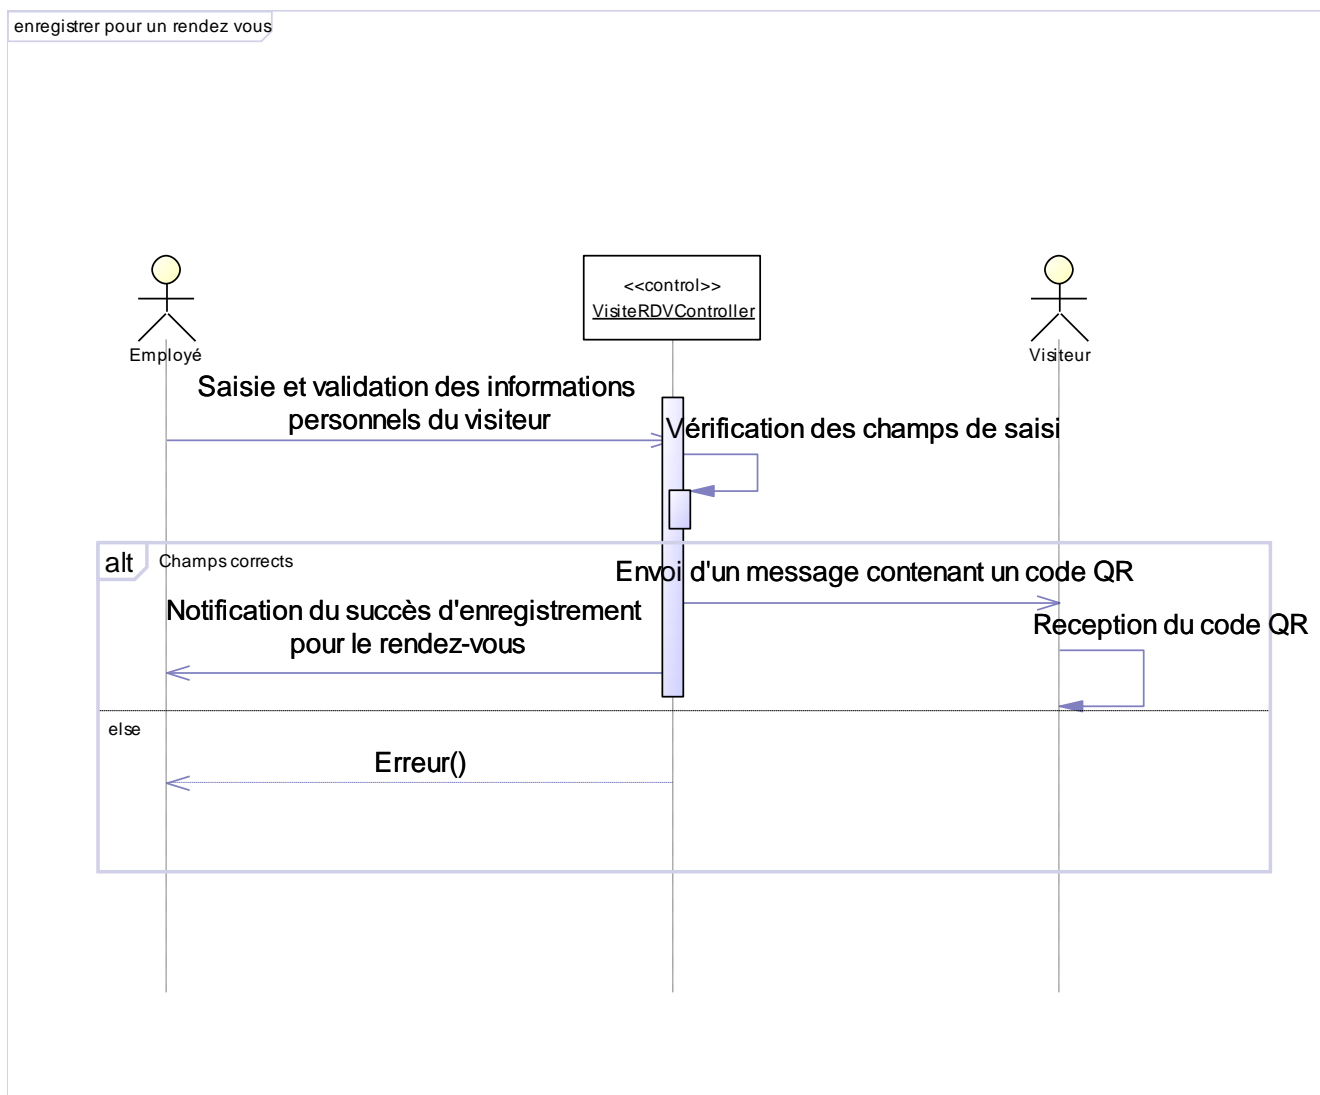 enregistrer pour un rendez vous
<<control>>
VisiteRDVController
Employé
Visiteur
Saisie et validation des informations
personnels du visiteur
Vérification des champs de saisi
alt
Champs corrects
Envoi d'un message contenant un code QR
Notification du succès d'enregistrement
pour le rendez-vous
Reception du code QR
else
Erreur()